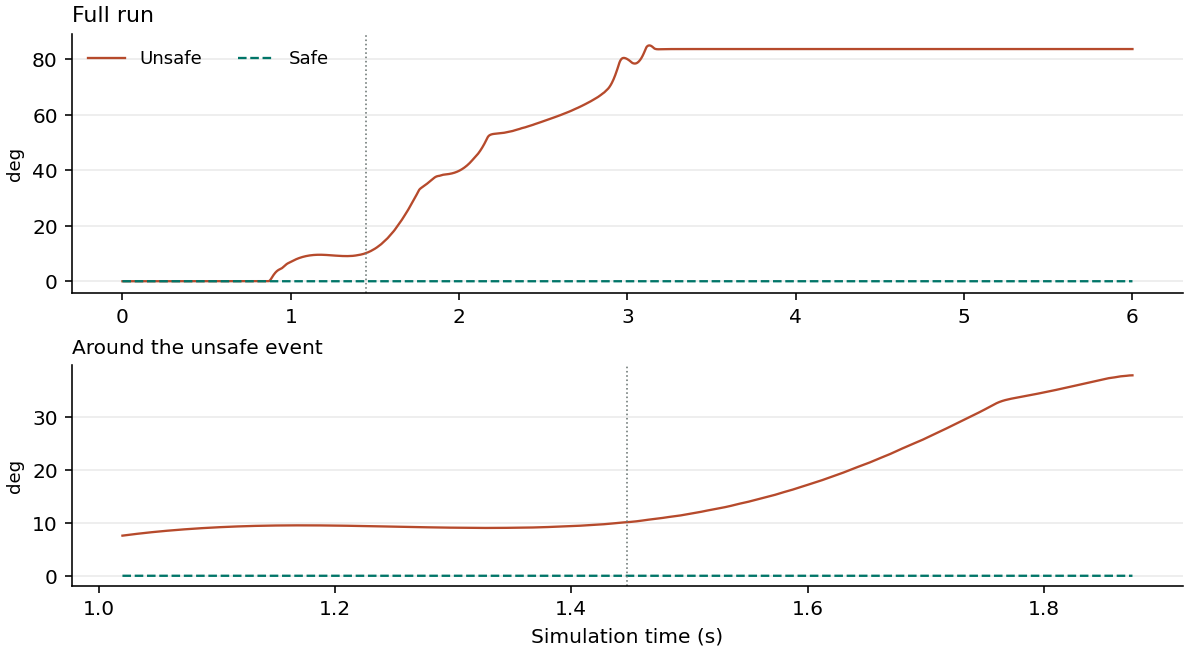 Full run
Unsafe Safe
80
60
40
20
0
deg
0 1 2 3 4 5 6
Around the unsafe event
30
20
10
0
deg
1.0 1.2 1.4 1.6 1.8
Simulation time (s)